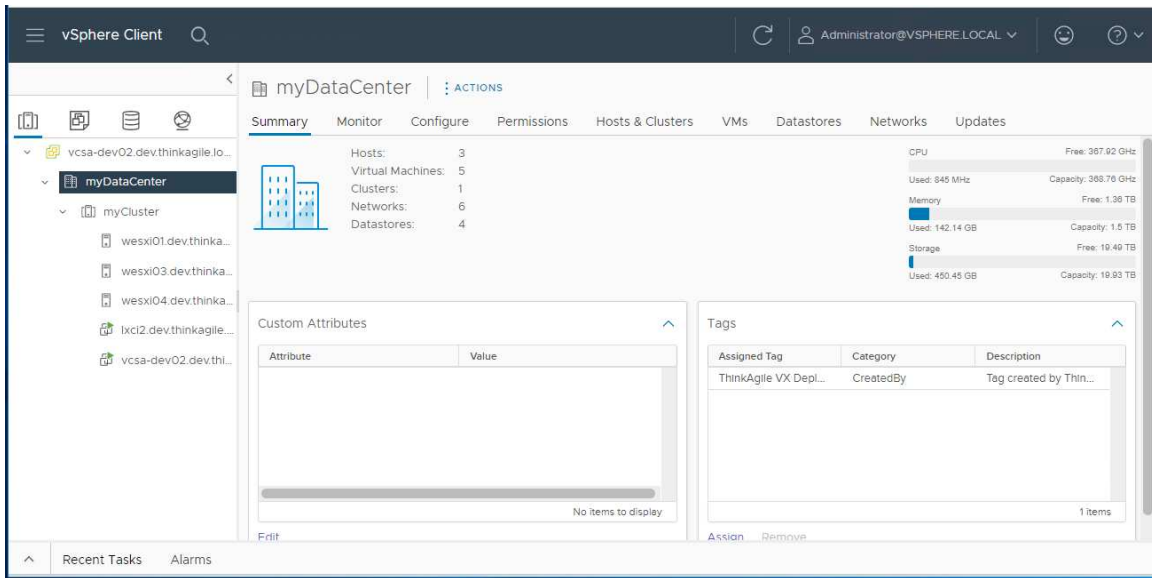 vSphere Client
Administrator@VSPHERE.LOCAL
myDataCenter
ACTIONS
Summary Monitor Configure Permissions Hosts & Clusters VMs Datastores Networks Updates
vcsa-dev02.dev.thinkagile.lo...
myDataCenter
myCluster
wesxi01.dev.thinka...
wesxi03.dev.thinka...
wesxi04.dev.thinka...
lxci2.dev.thinkagile....
vcsa-dev02.dev.thi...
Hosts: 3
Virtual Machines: 5
Clusters: 1
Networks: 6
Datastores: 4
CPU Free: 367.92 GHz
Used: 845 MHz Capacity: 368.76 GHz
Memory Free: 1.36 TB
Used: 142.14 GB Capacity: 1.5 TB
Storage Free: 19.49 TB
Used: 450.45 GB Capacity: 19.93 TB
Custom Attributes
Attribute Value
No items to display
Edit
Tags
Assigned Tag Category Description
ThinkAgile VX Depl... CreatedBy Tag created by Thin...
1 items
Assign Remove
Recent Tasks Alarms